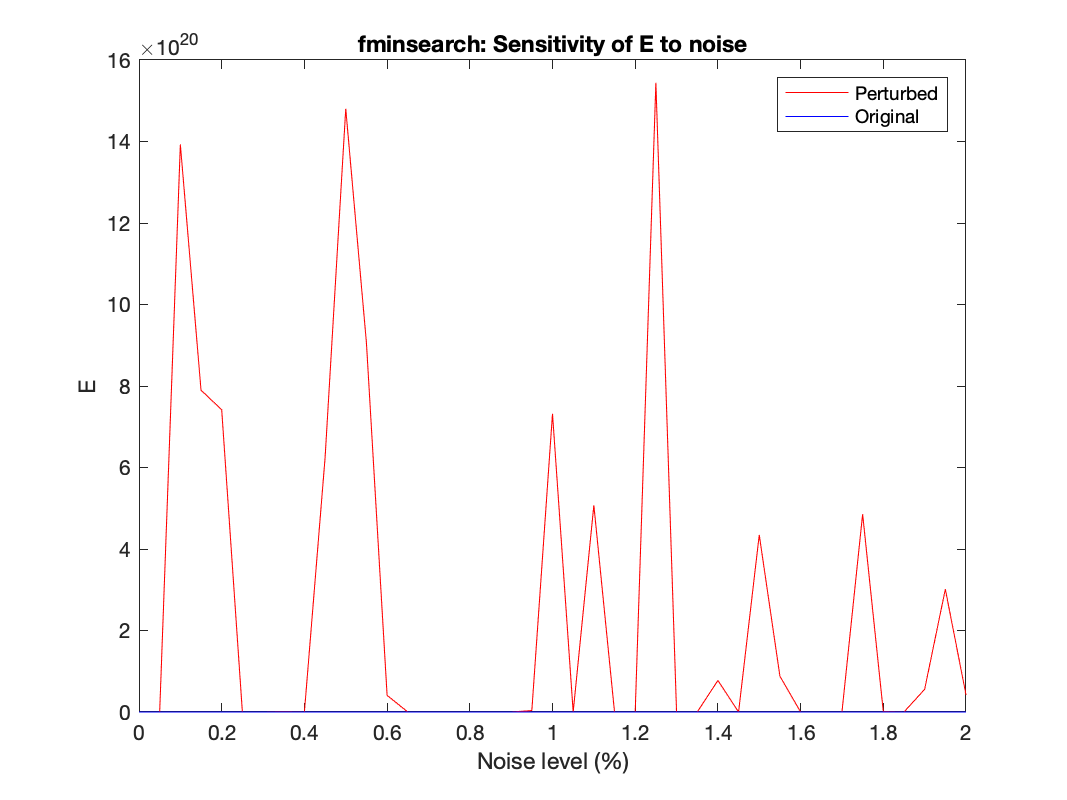 fminsearch: Sensitivity of E to noise
×10^20
16
14
12
10
8
6
4
2
0
E
Perturbed
Original
0 0.2 0.4 0.6 0.8 1 1.2 1.4 1.6 1.8 2
Noise level (%)